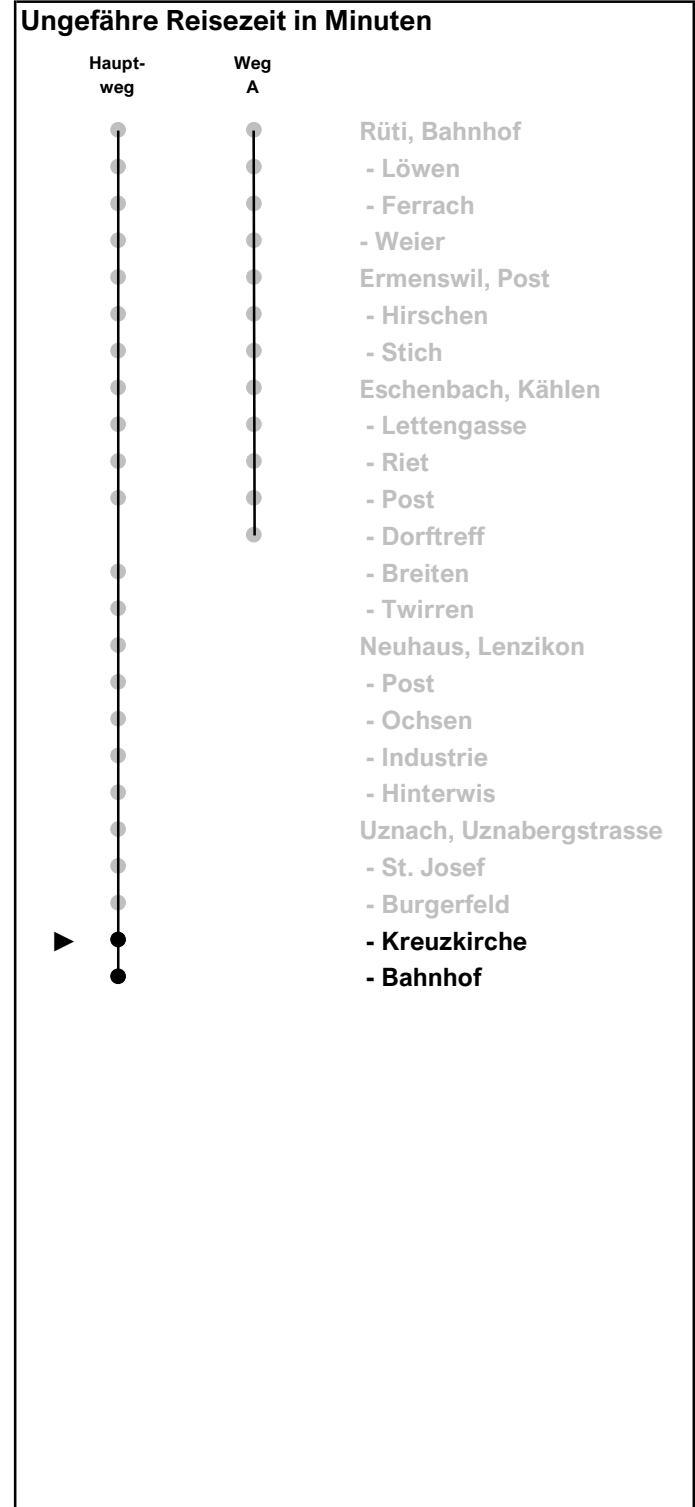 Ungefähre Reisezeit in Minuten
Haupt-
weg
Weg
A
Rüti, Bahnhof
- Löwen
- Ferrach
- Weier
Ermenswil, Post
- Hirschen
- Stich
Eschenbach, Kählen
- Lettengasse
- Riet
- Post
- Dorftreff
- Breiten
- Twirren
Neuhaus, Lenzikon
- Post
- Ochsen
- Industrie
- Hinterwis
Uznach, Uznabergstrasse
- St. Josef
- Burgerfeld
- Kreuzkirche
- Bahnhof